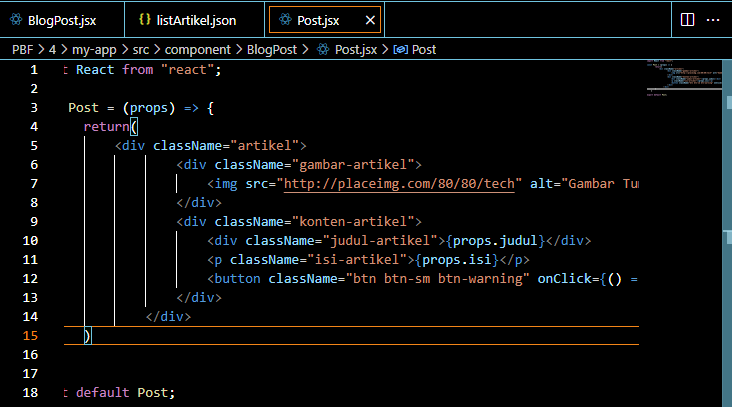 BlogPost.jsx {} listArtikel.json Post.jsx ×
PBF > 4 > my-app > src > component > BlogPost > Post.jsx > Post
1 t React from "react";
2
3 Post = (props) => {
4 return(
5 <div className="artikel">
6 <div className="gambar-artikel">
7 <img src="http://placeimg.com/80/80/tech" alt="Gambar Tu
8 </div>
9 <div className="konten-artikel">
10 <div className="judul-artikel">{props.judul}</div>
11 <p className="isi-artikel">{props.isi}</p>
12 <button className="btn btn-sm btn-warning" onClick={() =
13 </div>
14 </div>
15 )
16
17
18 t default Post;